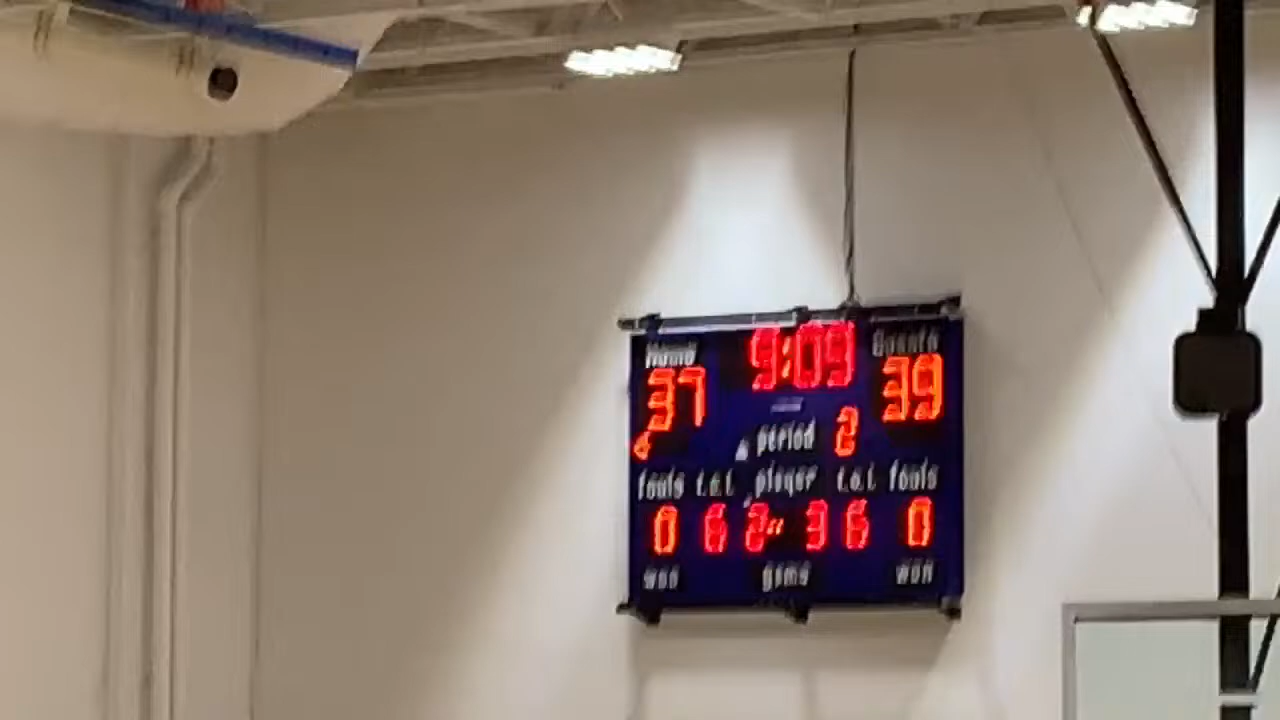 Home 9:09 Guests
37 39
period 2
fouls t.o.l player t.o.l fouls
0 6 2 3 6 0
won game won